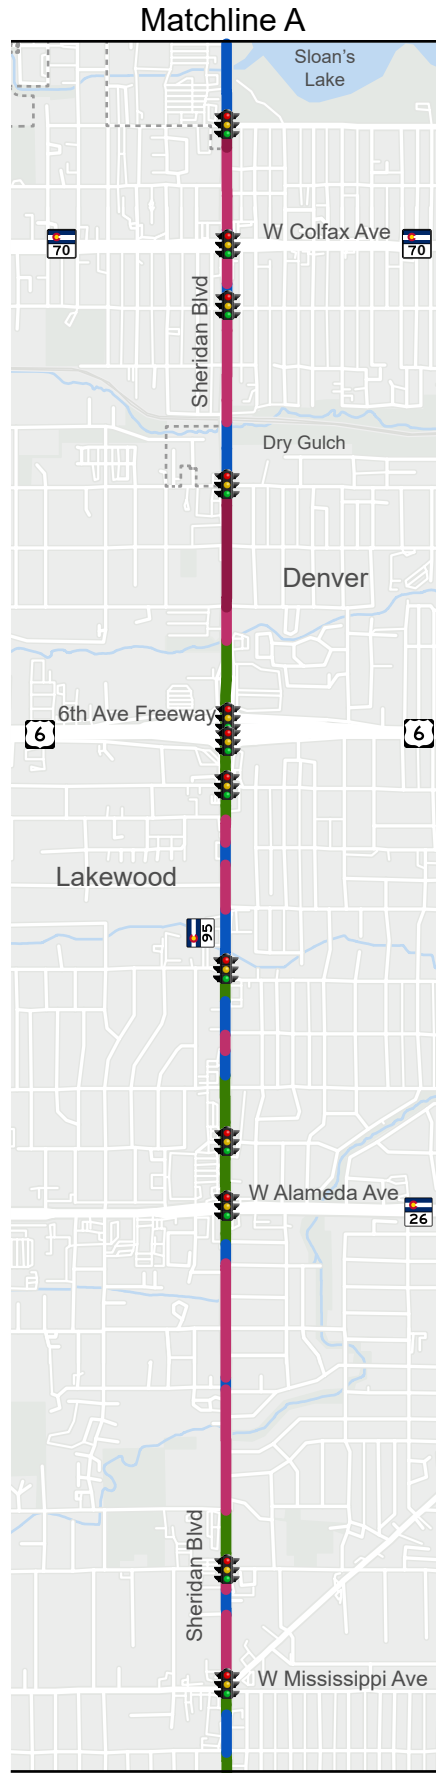 Matchline A
Sloan's
Lake
W Colfax Ave
70
70
Sheridan Blvd
Dry Gulch
Denver
6th Ave Freeway
6
6
Lakewood
95
W Alameda Ave
26
Sheridan Blvd
W Mississippi Ave